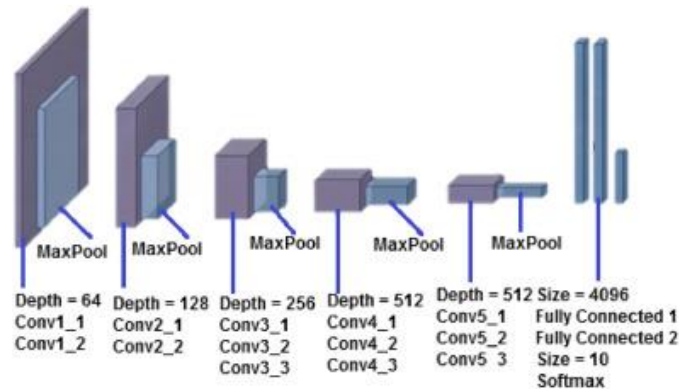 MaxPool
MaxPool
MaxPool
MaxPool
MaxPool
Depth = 64
Conv1_1
Conv1_2
Depth = 128
Conv2_1
Conv2_2
Depth = 256
Conv3_1
Conv3_2
Conv3_3
Depth = 512
Conv4_1
Conv4_2
Conv4_3
Depth = 512
Conv5_1
Conv5_2
Conv5_3
Size = 4096
Fully Connected 1
Fully Connected 2
Size = 10
Softmax